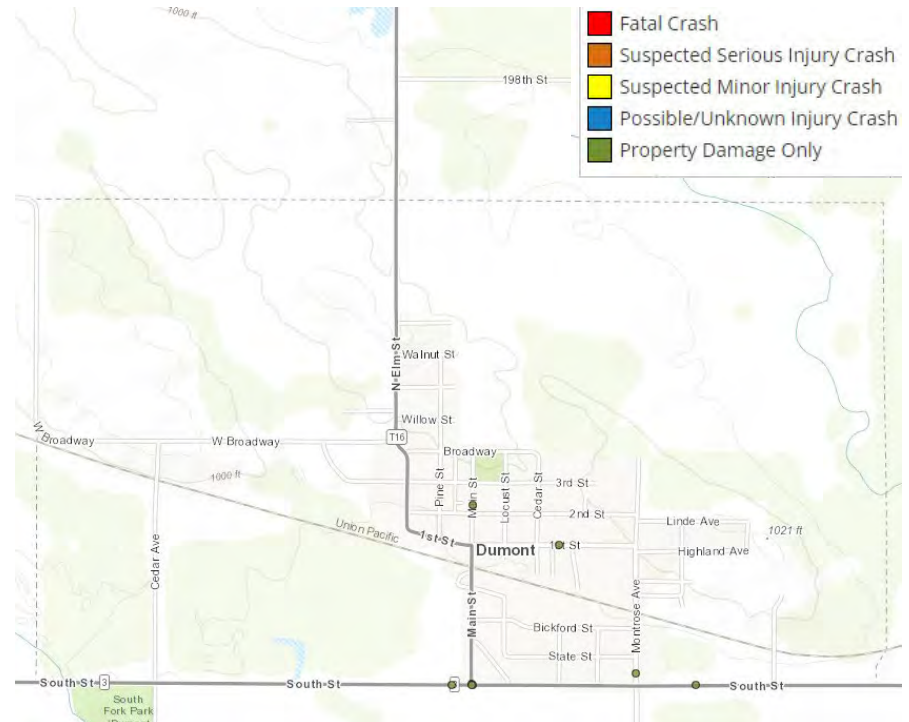 1000 ft
Fatal Crash
Suspected Serious Injury Crash
Suspected Minor Injury Crash
Possible/Unknown Injury Crash
Property Damage Only
198th St
N Elm St
Walnut St
Willow St
T16
W Broadway
W Broadway
Broadway
1000 ft
3rd St
Pine St
Main St
Locust St
Cedar St
2nd St
Linde Ave
1021 ft
Union Pacific
1st St
Dumont
1st St
Highland Ave
Cedar Ave
Main St
Montrose Ave
Bickford St
State St
South St
3
South St
South St
South
Fork Park